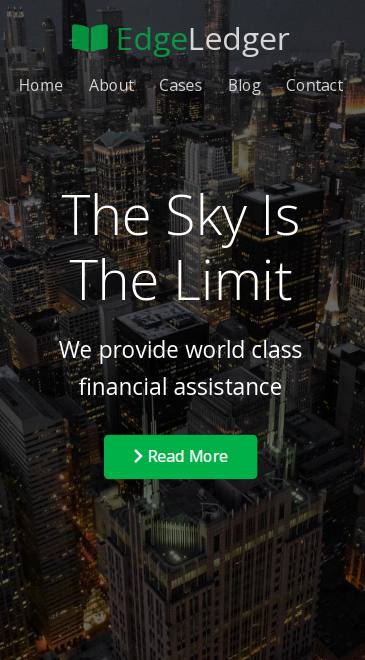 EdgeLedger
Home About Cases Blog Contact
The Sky Is
The Limit
We provide world class
financial assistance
Read More